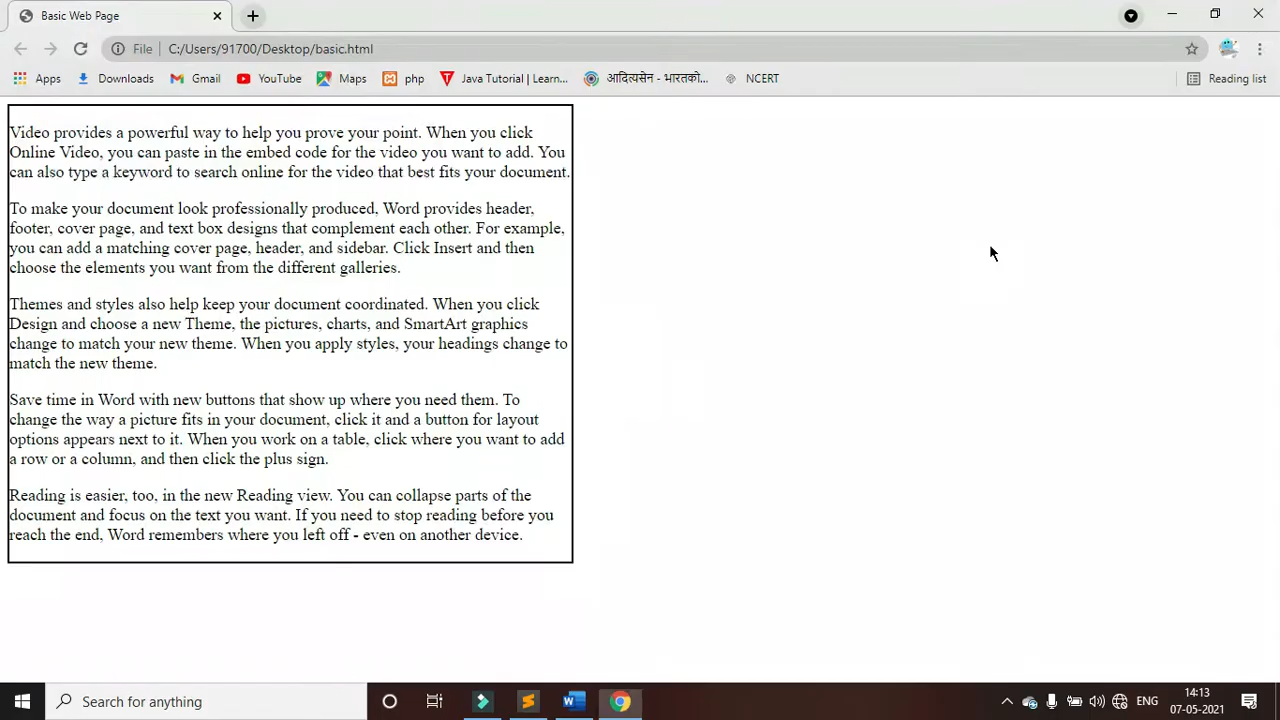 Basic Web Page
File C:/Users/91700/Desktop/basic.html
Apps Downloads Gmail YouTube Maps php Java Tutorial | Learn... आदित्यसेन - भारतको... NCERT Reading list
Video provides a powerful way to help you prove your point. When you click
Online Video, you can paste in the embed code for the video you want to add. You
can also type a keyword to search online for the video that best fits your document.
To make your document look professionally produced, Word provides header,
footer, cover page, and text box designs that complement each other. For example,
you can add a matching cover page, header, and sidebar. Click Insert and then
choose the elements you want from the different galleries.
Themes and styles also help keep your document coordinated. When you click
Design and choose a new Theme, the pictures, charts, and SmartArt graphics
change to match your new theme. When you apply styles, your headings change to
match the new theme.
Save time in Word with new buttons that show up where you need them. To
change the way a picture fits in your document, click it and a button for layout
options appears next to it. When you work on a table, click where you want to add
a row or a column, and then click the plus sign.
Reading is easier, too, in the new Reading view. You can collapse parts of the
document and focus on the text you want. If you need to stop reading before you
reach the end, Word remembers where you left off - even on another device.
Search for anything
ENG
14:13
07-05-2021